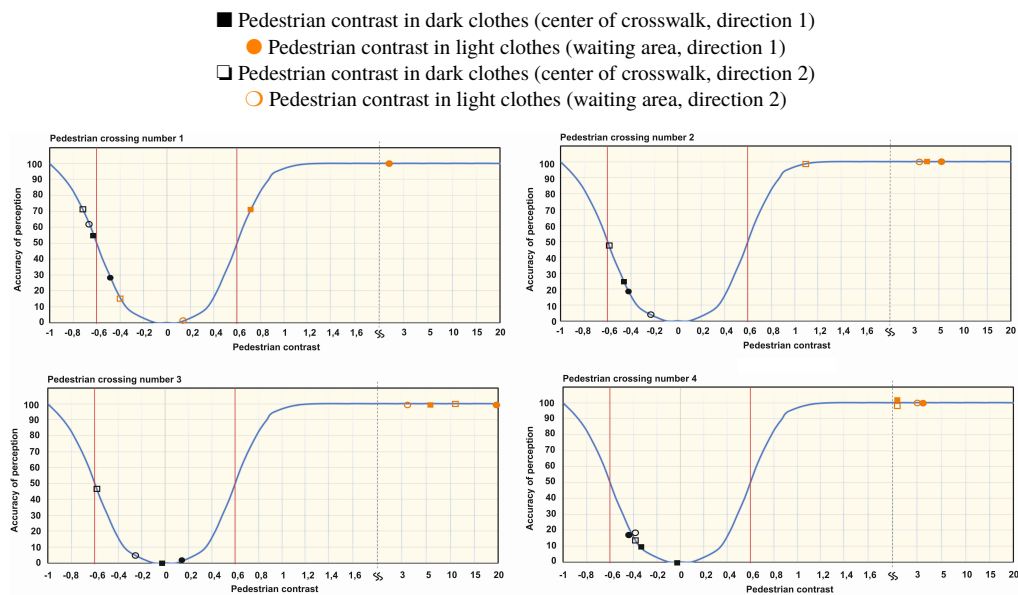 ■ Pedestrian contrast in dark clothes (center of crosswalk, direction 1)
● Pedestrian contrast in light clothes (waiting area, direction 1)
❏ Pedestrian contrast in dark clothes (center of crosswalk, direction 2)
❍ Pedestrian contrast in light clothes (waiting area, direction 2)
Pedestrian crossing number 1
Accuracy of perception
100
90
80
70
60
50
40
30
20
10
0
-1 -0,8 -0,6 -0,4 -0,2 0 0,2 0,4 0,6 0,8 1 1,2 1,4 1,6 3 5 10 15 20
Pedestrian contrast
Pedestrian crossing number 2
Accuracy of perception
100
90
80
70
60
50
40
30
20
10
0
-1 -0,8 -0,6 -0,4 -0,2 0 0,2 0,4 0,6 0,8 1 1,2 1,4 1,6 3 5 10 15 20
Pedestrian contrast
Pedestrian crossing number 3
Accuracy of perception
100
90
80
70
60
50
40
30
20
10
0
-1 -0,8 -0,6 -0,4 -0,2 0 0,2 0,4 0,6 0,8 1 1,2 1,4 1,6 3 5 10 15 20
Pedestrian contrast
Pedestrian crossing number 4
Accuracy of perception
100
90
80
70
60
50
40
30
20
10
0
-1 -0,8 -0,6 -0,4 -0,2 0 0,2 0,4 0,6 0,8 1 1,2 1,4 1,6 3 5 10 15 20
Pedestrian contrast